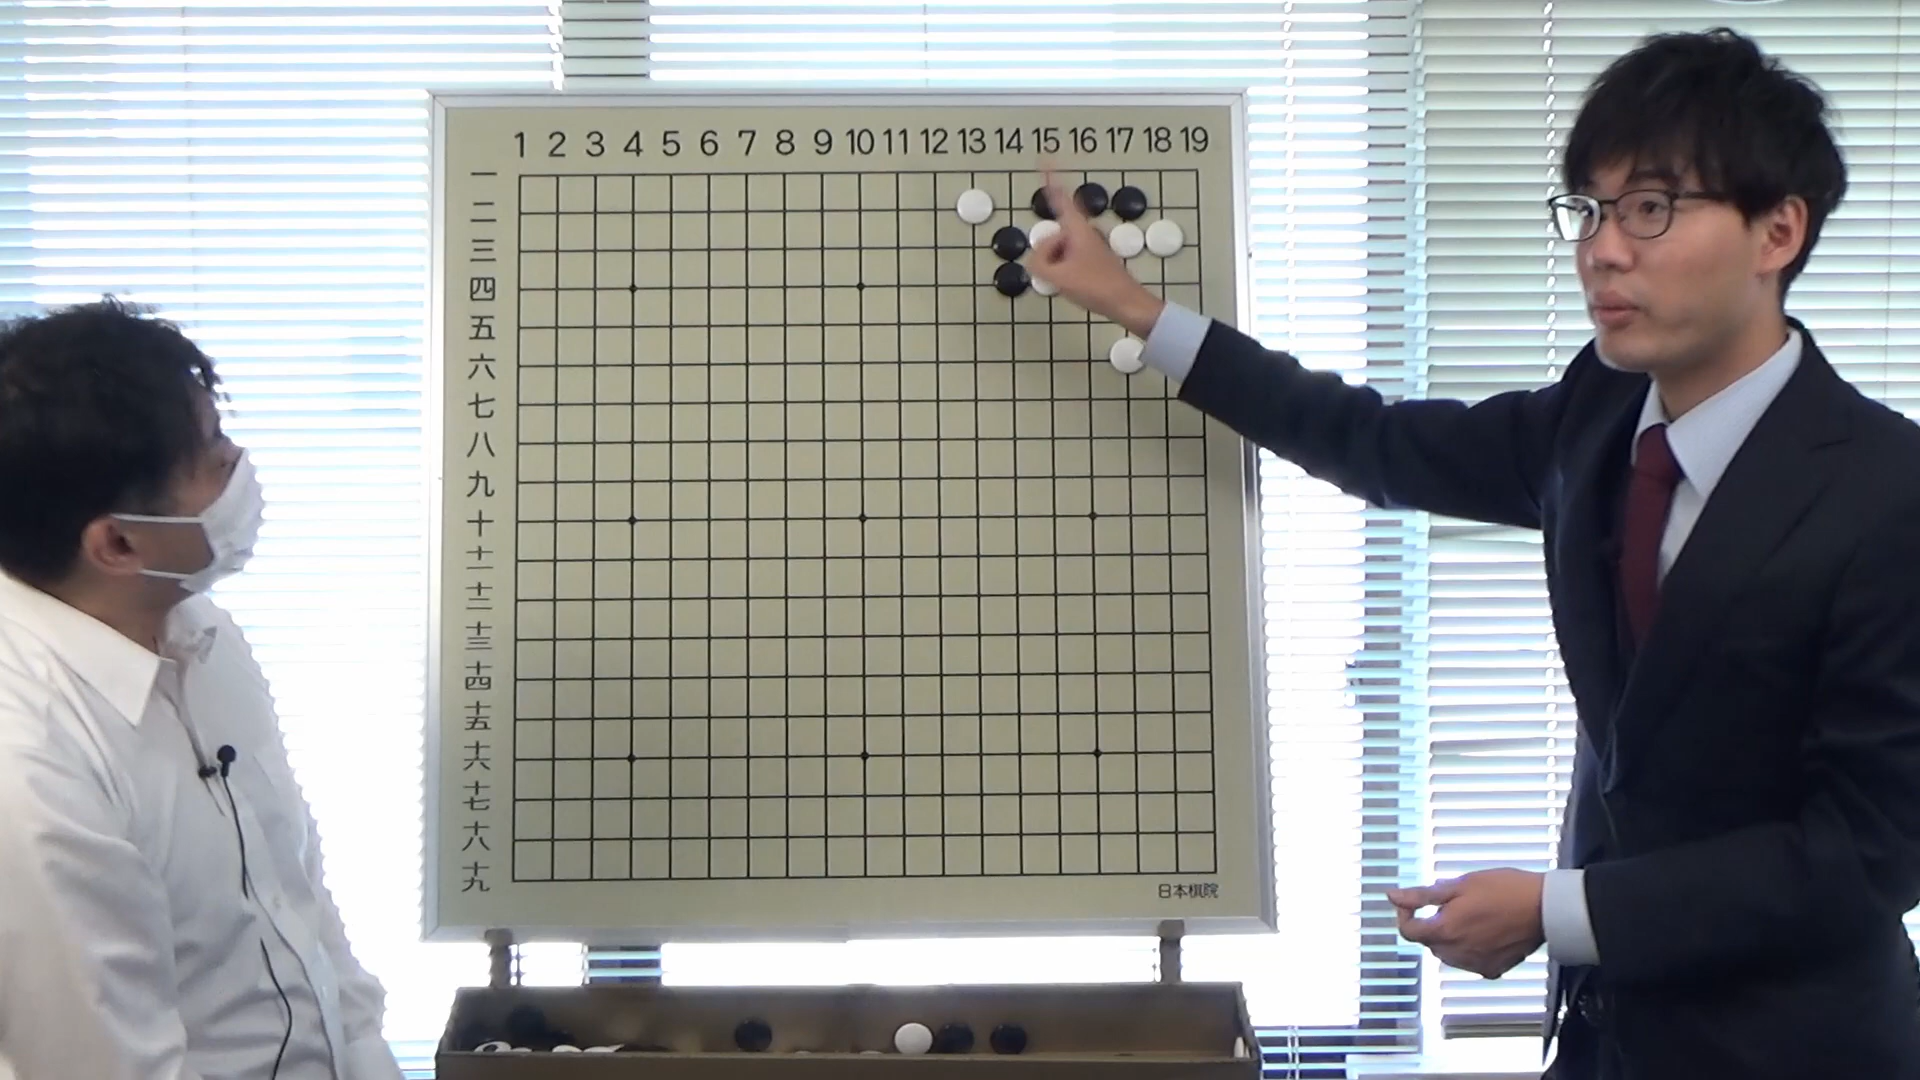 1 2 3 4 5 6 7 8 9 10 11 12 13 14 15 16 17 18 19
一
二
三
四
五
六
七
八
九
十
十一
十二
十三
十四
十五
十六
十七
十八
十九
日本棋院